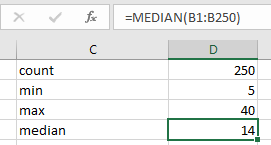 fx =MEDIAN(B1:B250)
C D
count 250
min 5
max 40
median 14